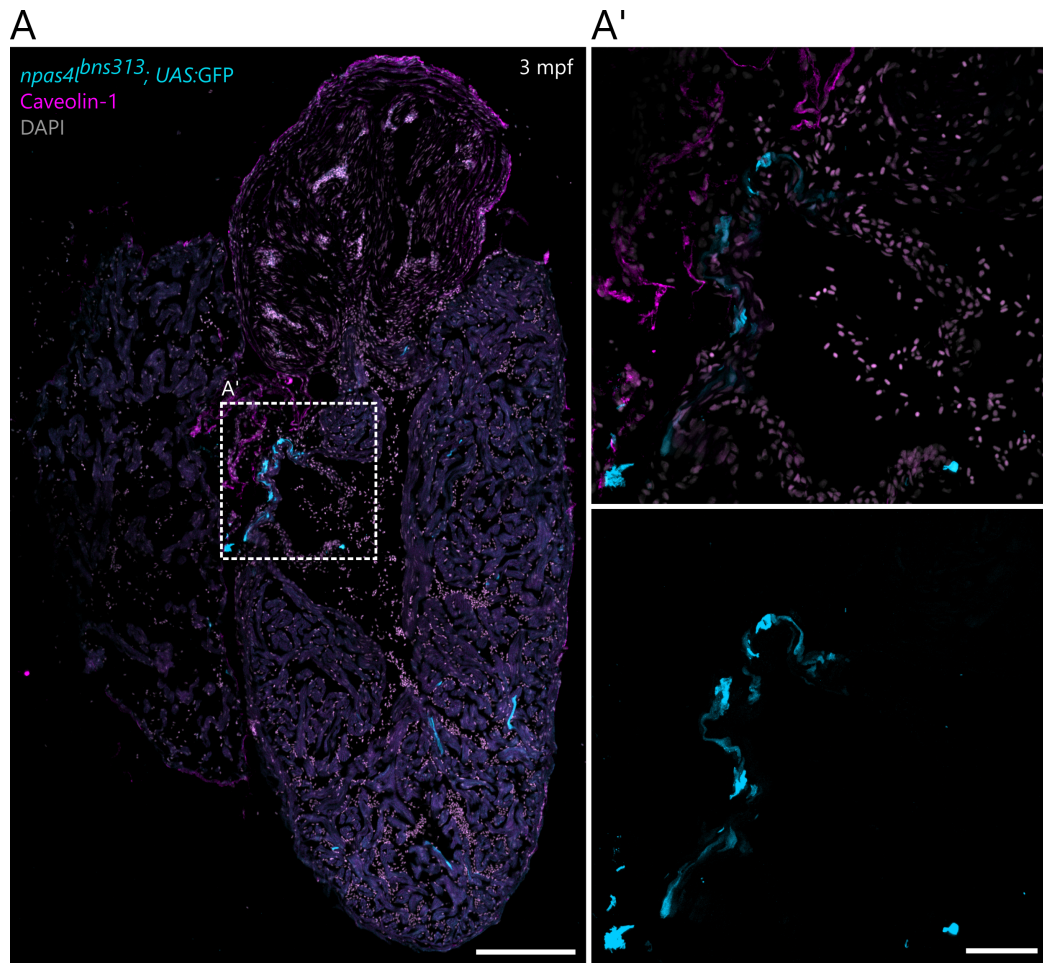 A
A'
npas4lbns313; UAS:GFP
3 mpf
Caveolin-1
DAPI
A'